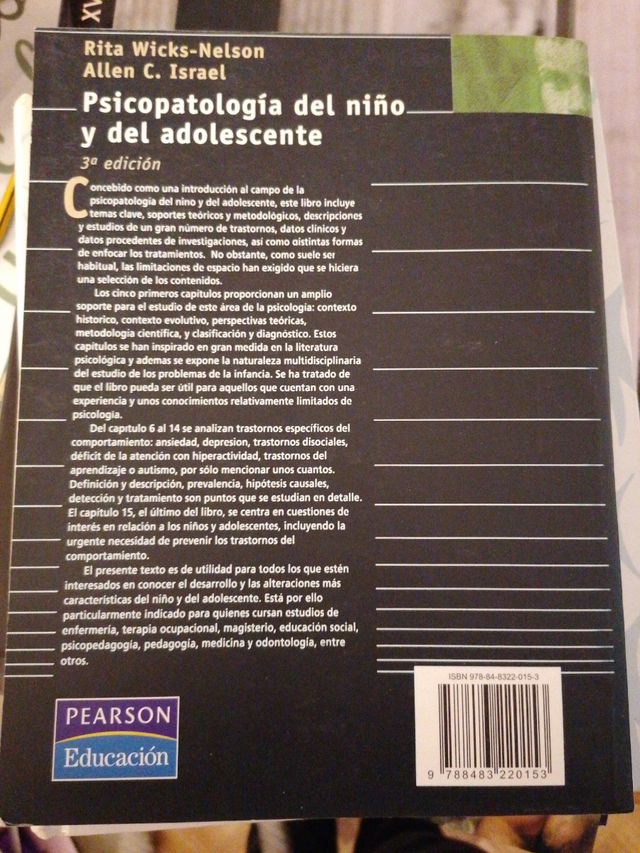 XV
Rita Wicks-Nelson
Allen C. Israel
Psicopatología del niño
y del adolescente
3ª edición
Concebido como una introducción al campo de la
psicopatología del nino y del adolescente, este libro incluye
temas clave, soportes teóricos y metodológicos, descripciones
y estudios de un gran número de trastornos, datos clínicos y
datos procedentes de investigaciones, así como distintas formas
de enfocar los tratamientos. No obstante, como suele ser
habitual, las limitaciones de espacio han exigido que se hiciera
una selección de los contenidos.
Los cinco primeros capítulos proporcionan un amplio
soporte para el estudio de este área de la psicología: contexto
historico, contexto evolutivo, perspectivas teóricas,
metodología científica, y clasificación y diagnóstico. Estos
capítulos se han inspirado en gran medida en la literatura
psicológica y ademas se expone la naturaleza multidisciplinaria
del estudio de los problemas de la infancia. Se ha tratado de
que el libro pueda ser útil para aquellos que cuentan con una
experiencia y unos conocimientos relativamente limitados de
psicología.
Del capítulo 6 al 14 se analizan trastornos específicos del
comportamiento: ansiedad, depresion, trastornos disociales,
déficit de la atención con hiperactividad, trastornos del
aprendizaje o autismo, por sólo mencionar unos cuantos.
Definición y descripción, prevalencia, hipótesis causales,
detección y tratamiento son puntos que se estudian en detalle.
El capítulo 15, el último del libro, se centra en cuestiones de
interés en relación a los niños y adolescentes, incluyendo la
urgente necesidad de prevenir los trastornos del
comportamiento.
El presente texto es de utilidad para todos los que estén
interesados en conocer el desarrollo y las alteraciones más
características del niño y del adolescente. Está por ello
particularmente indicado para quienes cursan estudios de
enfermería, terapia ocupacional, magisterio, educación social,
psicopedagogía, pedagogía, medicina y odontología, entre
otros.
ISBN 978-84-8322-015-3
PEARSON
Educación
9 788483 220153